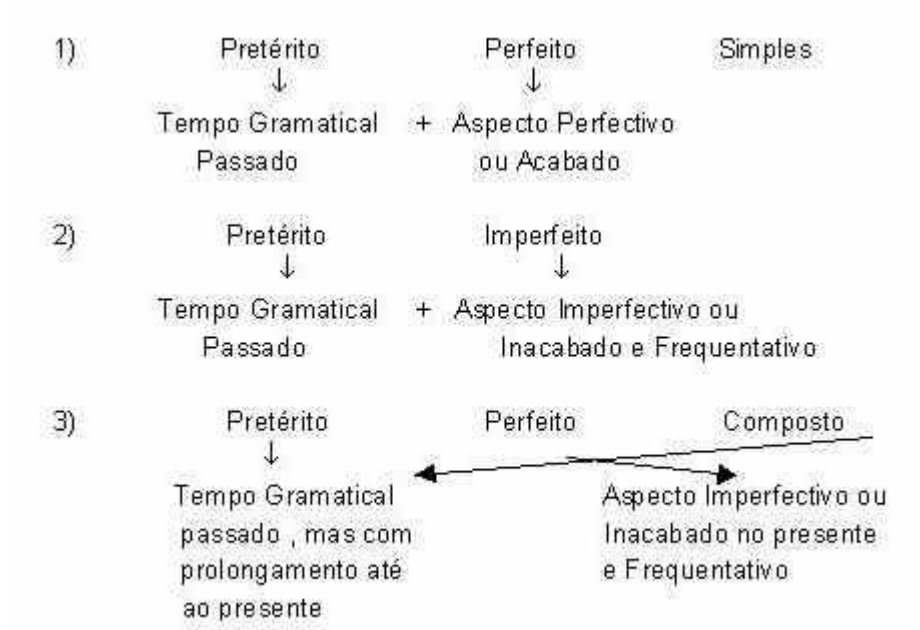 1) Pretérito Perfeito Simples
↓ ↓
Tempo Gramatical + Aspecto Perfectivo
Passado ou Acabado
2) Pretérito Imperfeito
↓ ↓
Tempo Gramatical + Aspecto Imperfectivo ou
Passado Inacabado e Frequentativo
3) Pretérito Perfeito Composto
↓
Tempo Gramatical Aspecto Imperfectivo ou
passado , mas com Inacabado no presente
prolongamento até e Frequentativo
ao presente